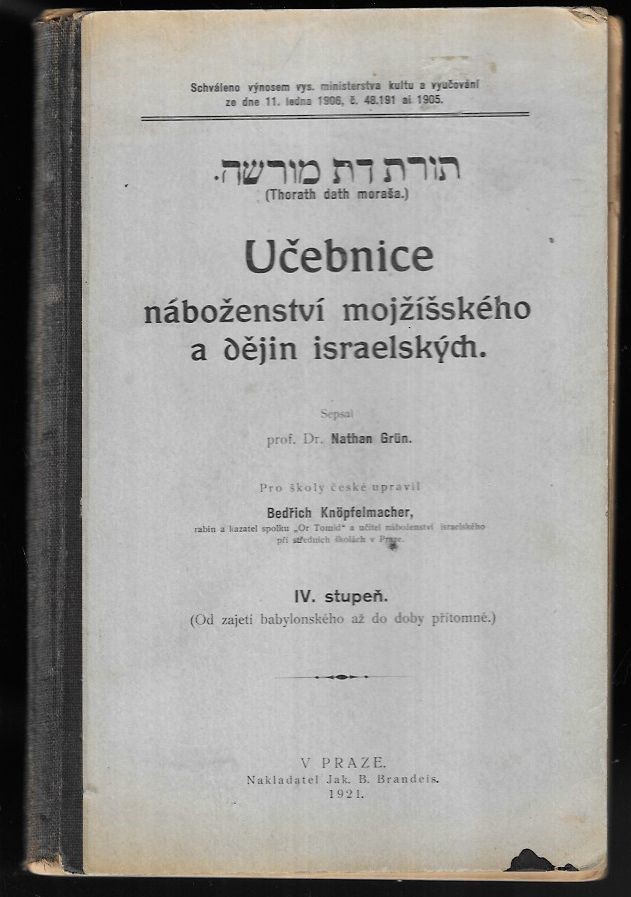 Schváleno výnosem vys. ministerstva kultu a vyučování
ze dne 11. ledna 1906, č. 48.191 ai 1905.
תורת דת מורשה.
(Thorath dath moraša.)
Učebnice
náboženství mojžíšského
a dějin israelských.
Sepsal
prof. Dr. Nathan Grün.
Pro školy české upravil
Bedřich Knöpfelmacher,
rabín a kazatel spolku „Or Tomid“ a učitel náboženství israelského
při středních školách v Praze.
IV. stupeň.
(Od zajetí babylonského až do doby přítomné.)
V PRAZE.
Nakladatel Jak. B. Brandeis.
1921.